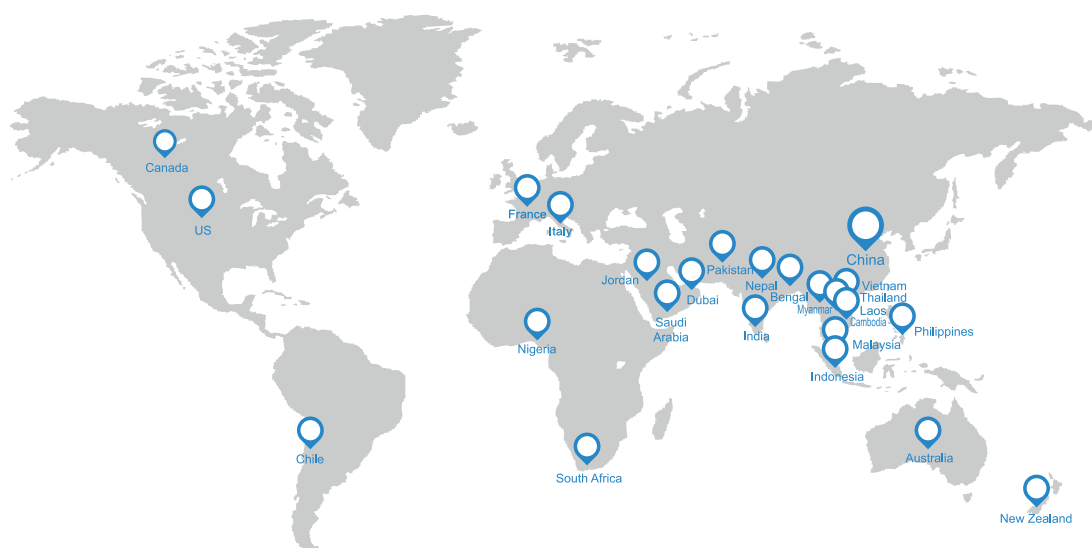 Canada
US
France
Italy
China
Jordan
Pakistan
Nepal
Bengal
Dubai
Vietnam
Myanmar
Thailand
Laos
Cambodia
Saudi
Arabia
India
Philippines
Nigeria
Malaysia
Indonesia
Chile
South Africa
Australia
New Zealand